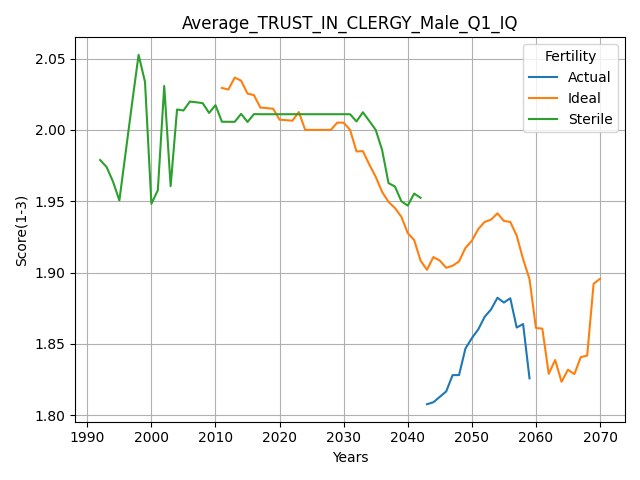 Average_TRUST_IN_CLERGY_Male_Q1_IQ
Fertility
Actual
Ideal
Sterile
Score(1-3)
2.05
2.00
1.95
1.90
1.85
1.80
1990 2000 2010 2020 2030 2040 2050 2060 2070
Years